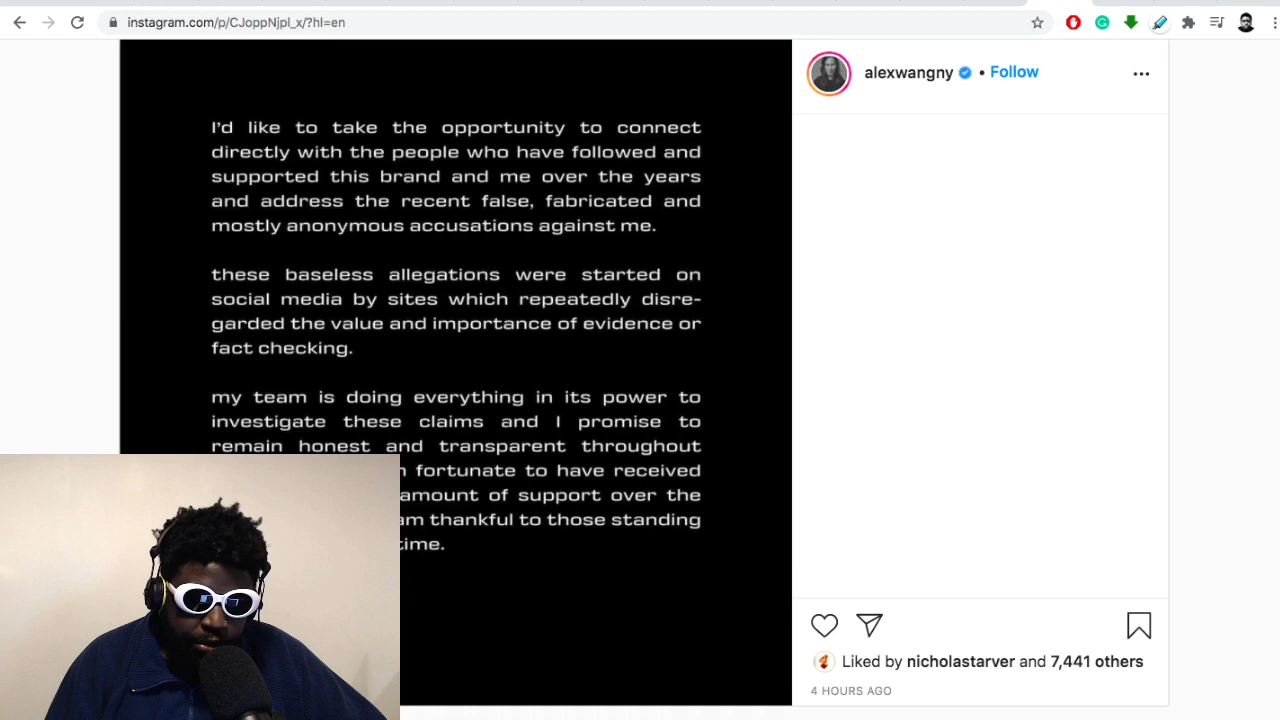 instagram.com/p/CJoppNjpl_x/?hl=en
alexwangny • Follow
I'd like to take the opportunity to connect
directly with the people who have followed and
supported this brand and me over the years
and address the recent false, fabricated and
mostly anonymous accusations against me.
these baseless allegations were started on
social media by sites which repeatedly disre-
garded the value and importance of evidence or
fact checking.
my team is doing everything in its power to
investigate these claims and I promise to
remain honest and transparent throughout
fortunate to have received
amount of support over the
am thankful to those standing
time.
Liked by nicholastarver and 7,441 others
4 HOURS AGO